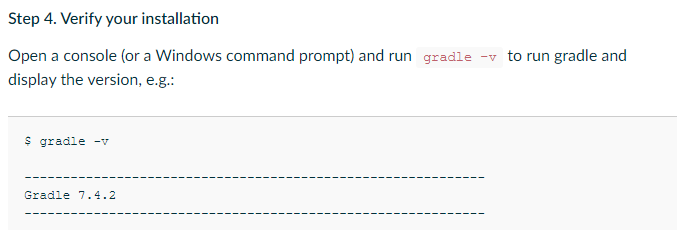 Step 4. Verify your installation
Open a console (or a Windows command prompt) and run gradle -v to run gradle and
display the version, e.g.:
$ gradle -v
------------------------------------------------------------
Gradle 7.4.2
------------------------------------------------------------